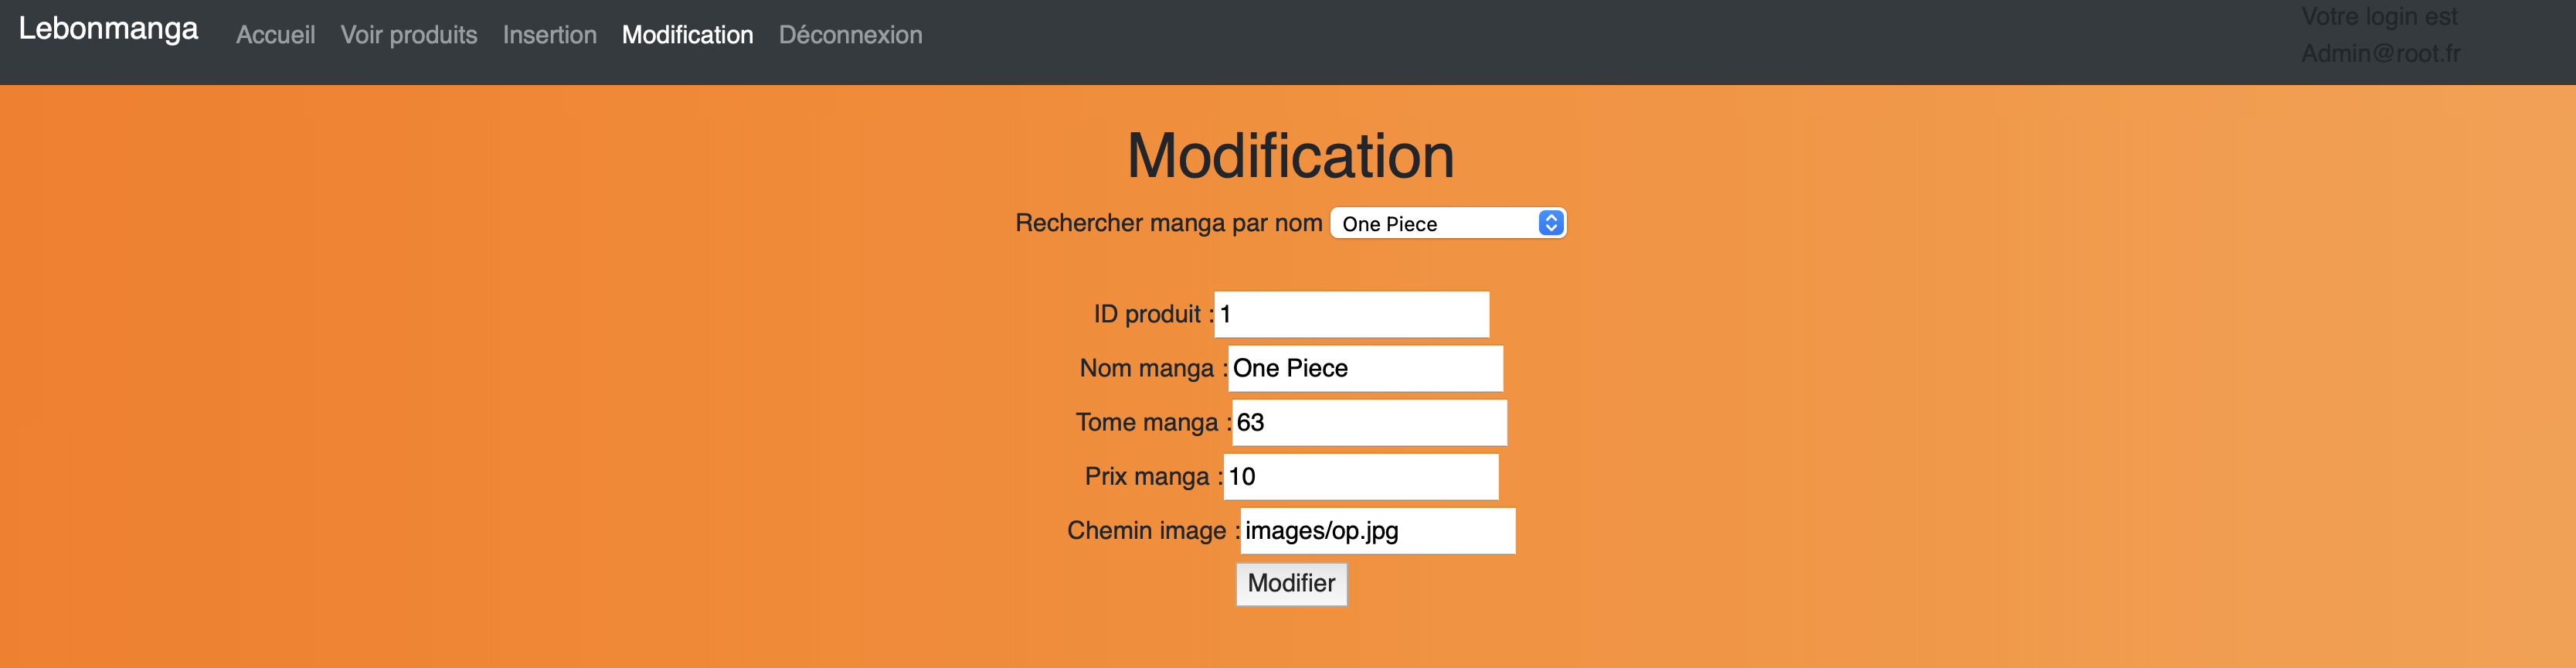 Lebonmanga Accueil Voir produits Insertion Modification Déconnexion
Votre login est
Admin@root.fr
Modification
Rechercher manga par nom One Piece
ID produit : 1
Nom manga : One Piece
Tome manga : 63
Prix manga : 10
Chemin image : images/op.jpg
Modifier